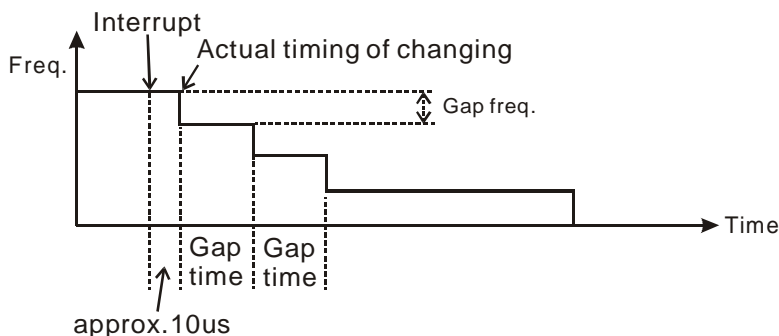 Interrupt
Actual timing of changing
Freq.
Gap freq.
Time
Gap
time
Gap
time
approx.10us